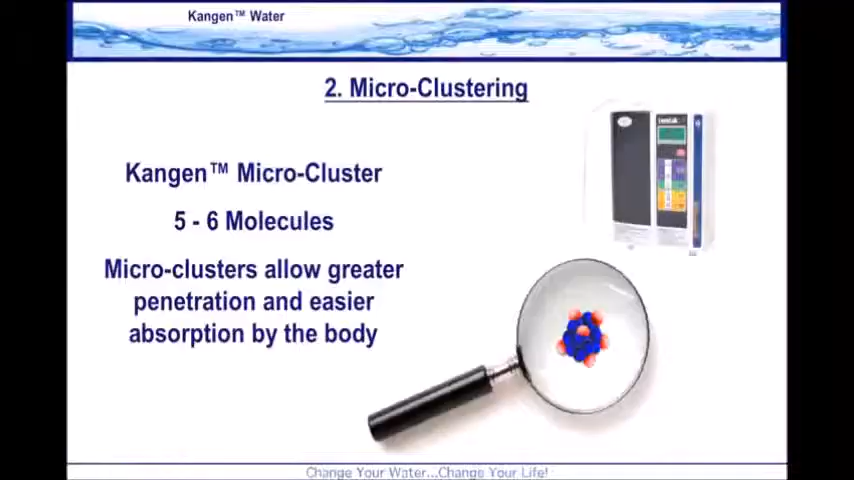 Kangen™ Water
2. Micro-Clustering
Kangen™ Micro-Cluster
5 - 6 Molecules
Micro-clusters allow greater
penetration and easier
absorption by the body
Change Your Water...Change Your Life!